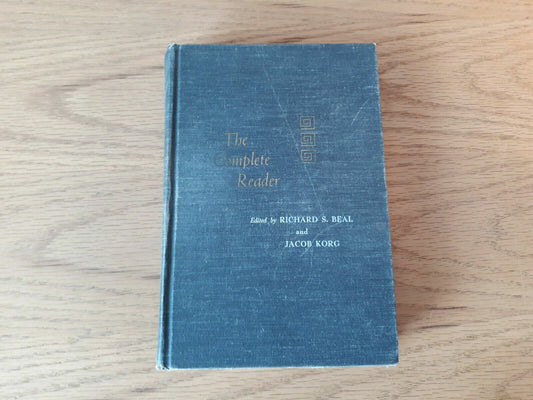 The
Complete
Reader
Edited by RICHARD S. BEAL
and
JACOB KORG